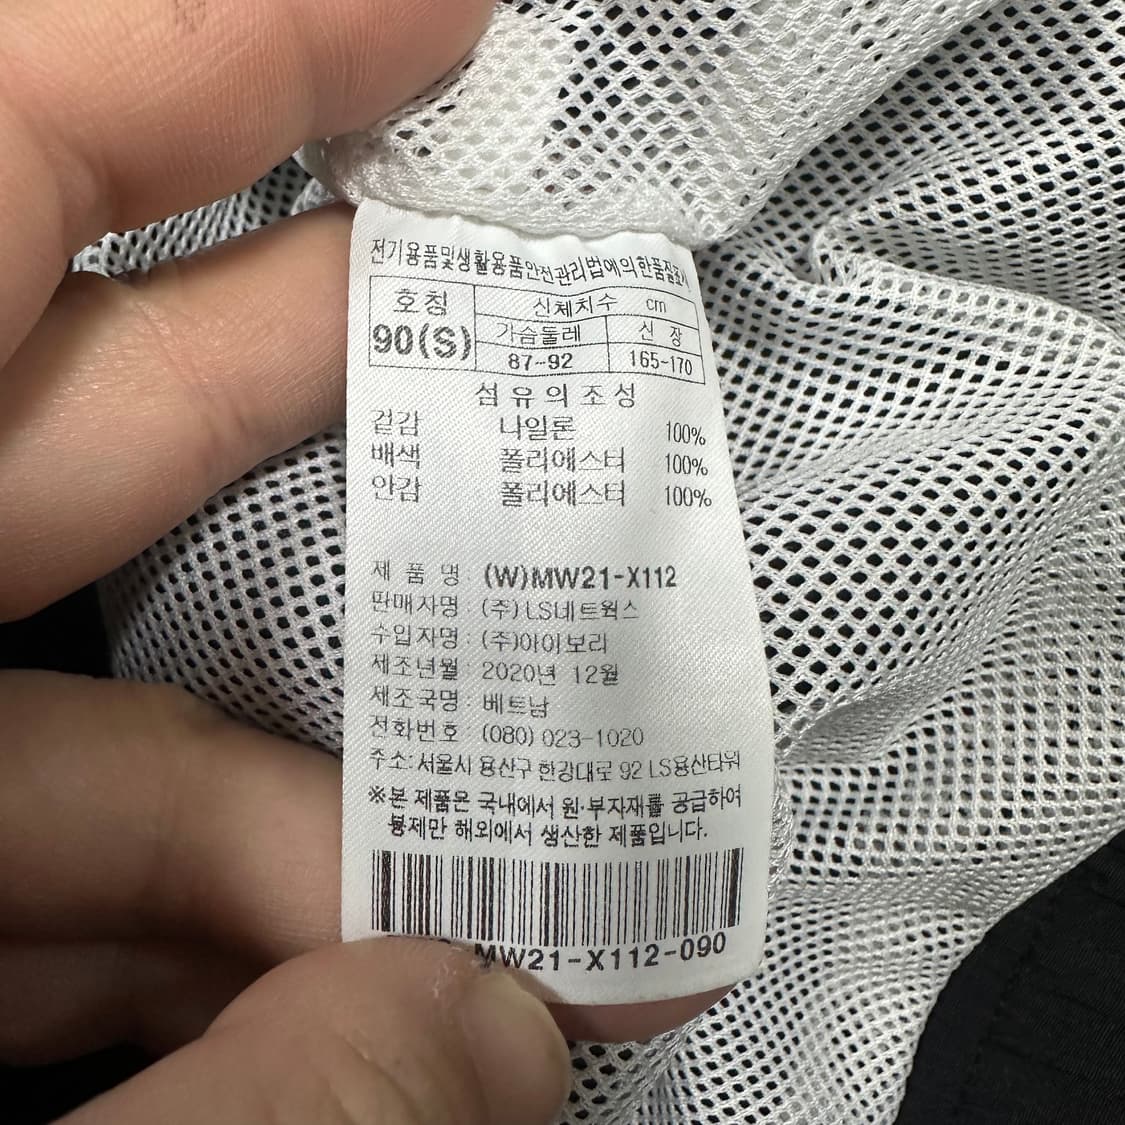 전기용품및생활용품안전관리법에의한품질표시
호칭 신체치수 cm
90(S) 가슴둘레 신 장
87-92 165-170
섬유의조성
겉감 나일론 100%
배색 폴리에스터 100%
안감 폴리에스터 100%
제 품 명 : (W)MW21-X112
판매자명 : (주)LS네트웍스
수입자명 : (주)아이보리
제조년월 : 2020년 12월
제조국명 : 베트남
전화번호 : (080) 023-1020
주소: 서울시 용산구 한강대로 92 LS용산타워
※본 제품은 국내에서 원·부자재를 공급하여
봉제만 해외에서 생산한 제품입니다.
MW21-X112-090